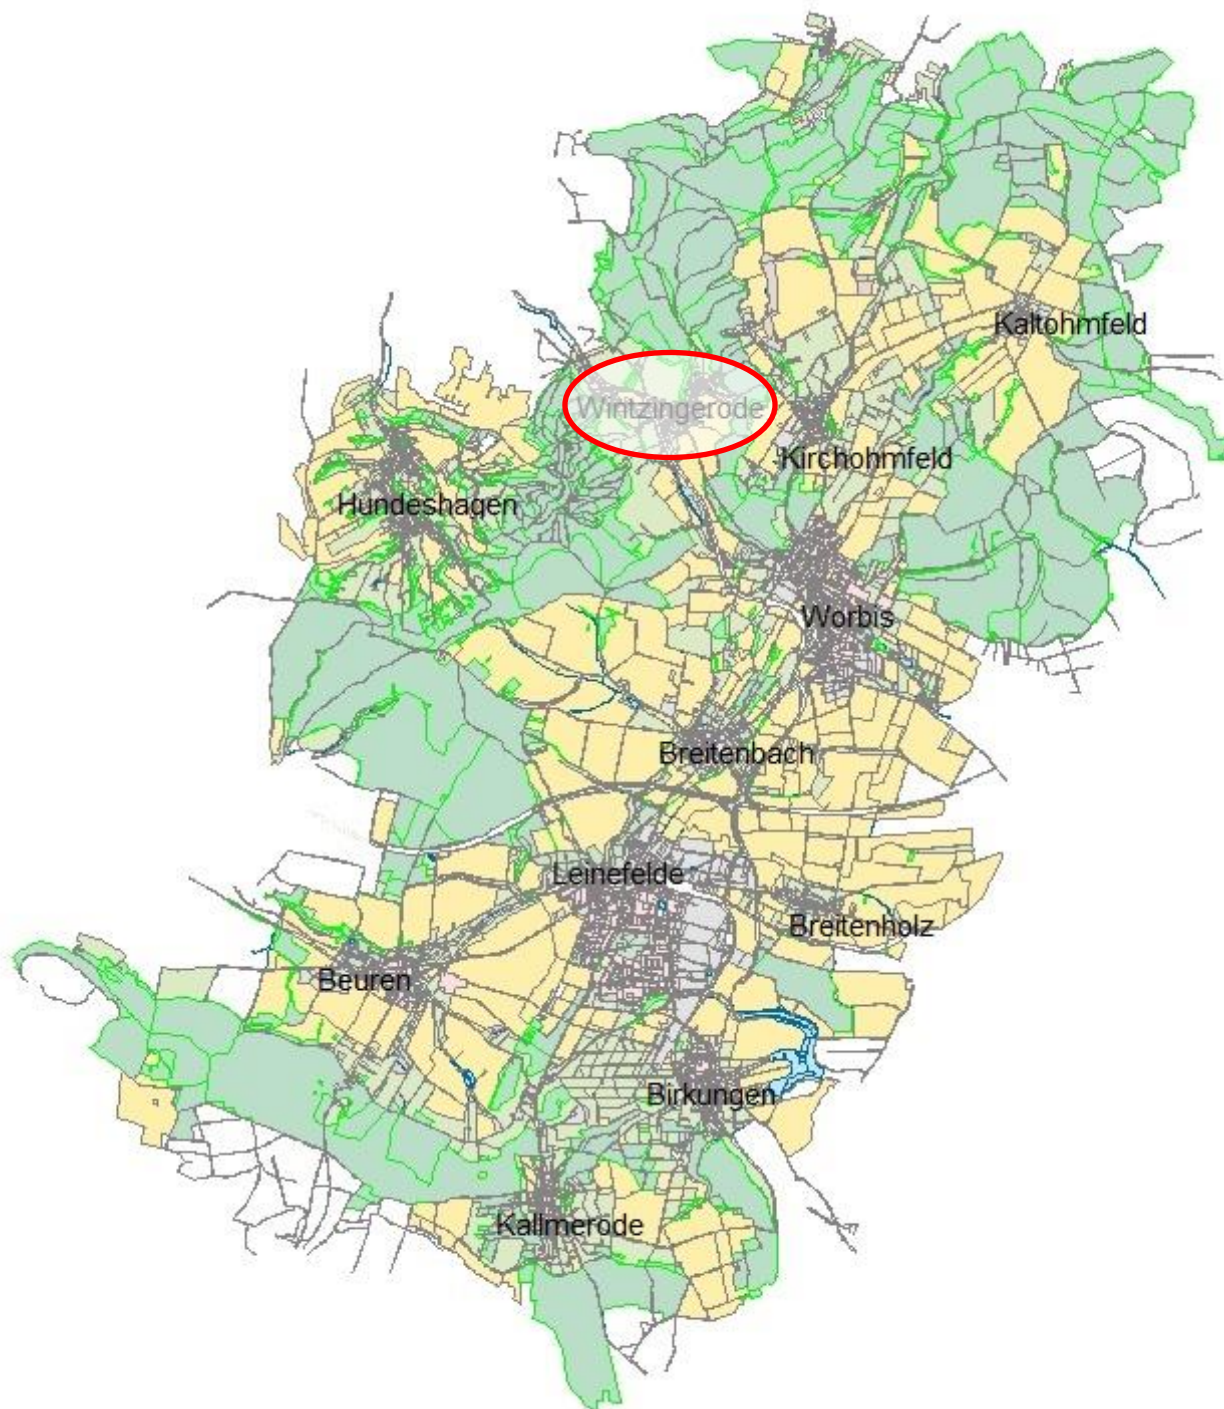 Kaltohmfeld
Wintzingerode
Kirchohmfeld
Hundeshagen
Worbis
Breitenbach
Leinefelde
Breitenholz
Beuren
Birkungen
Kallmerode